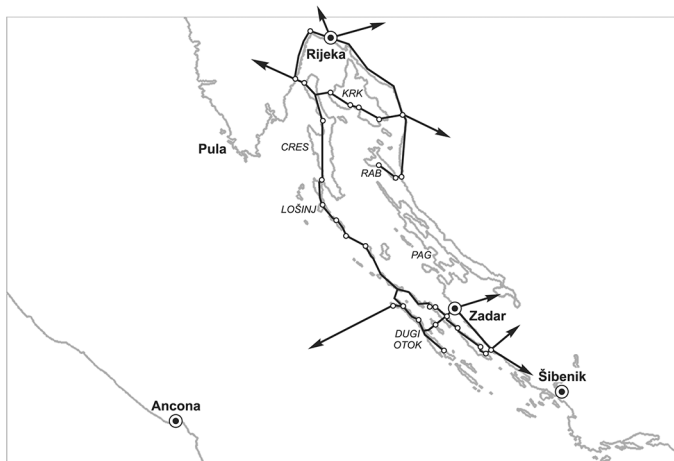 Rijeka
KRK
Pula
CRES
RAB
LOŠINJ
PAG
Zadar
DUGI
OTOK
Šibenik
Ancona